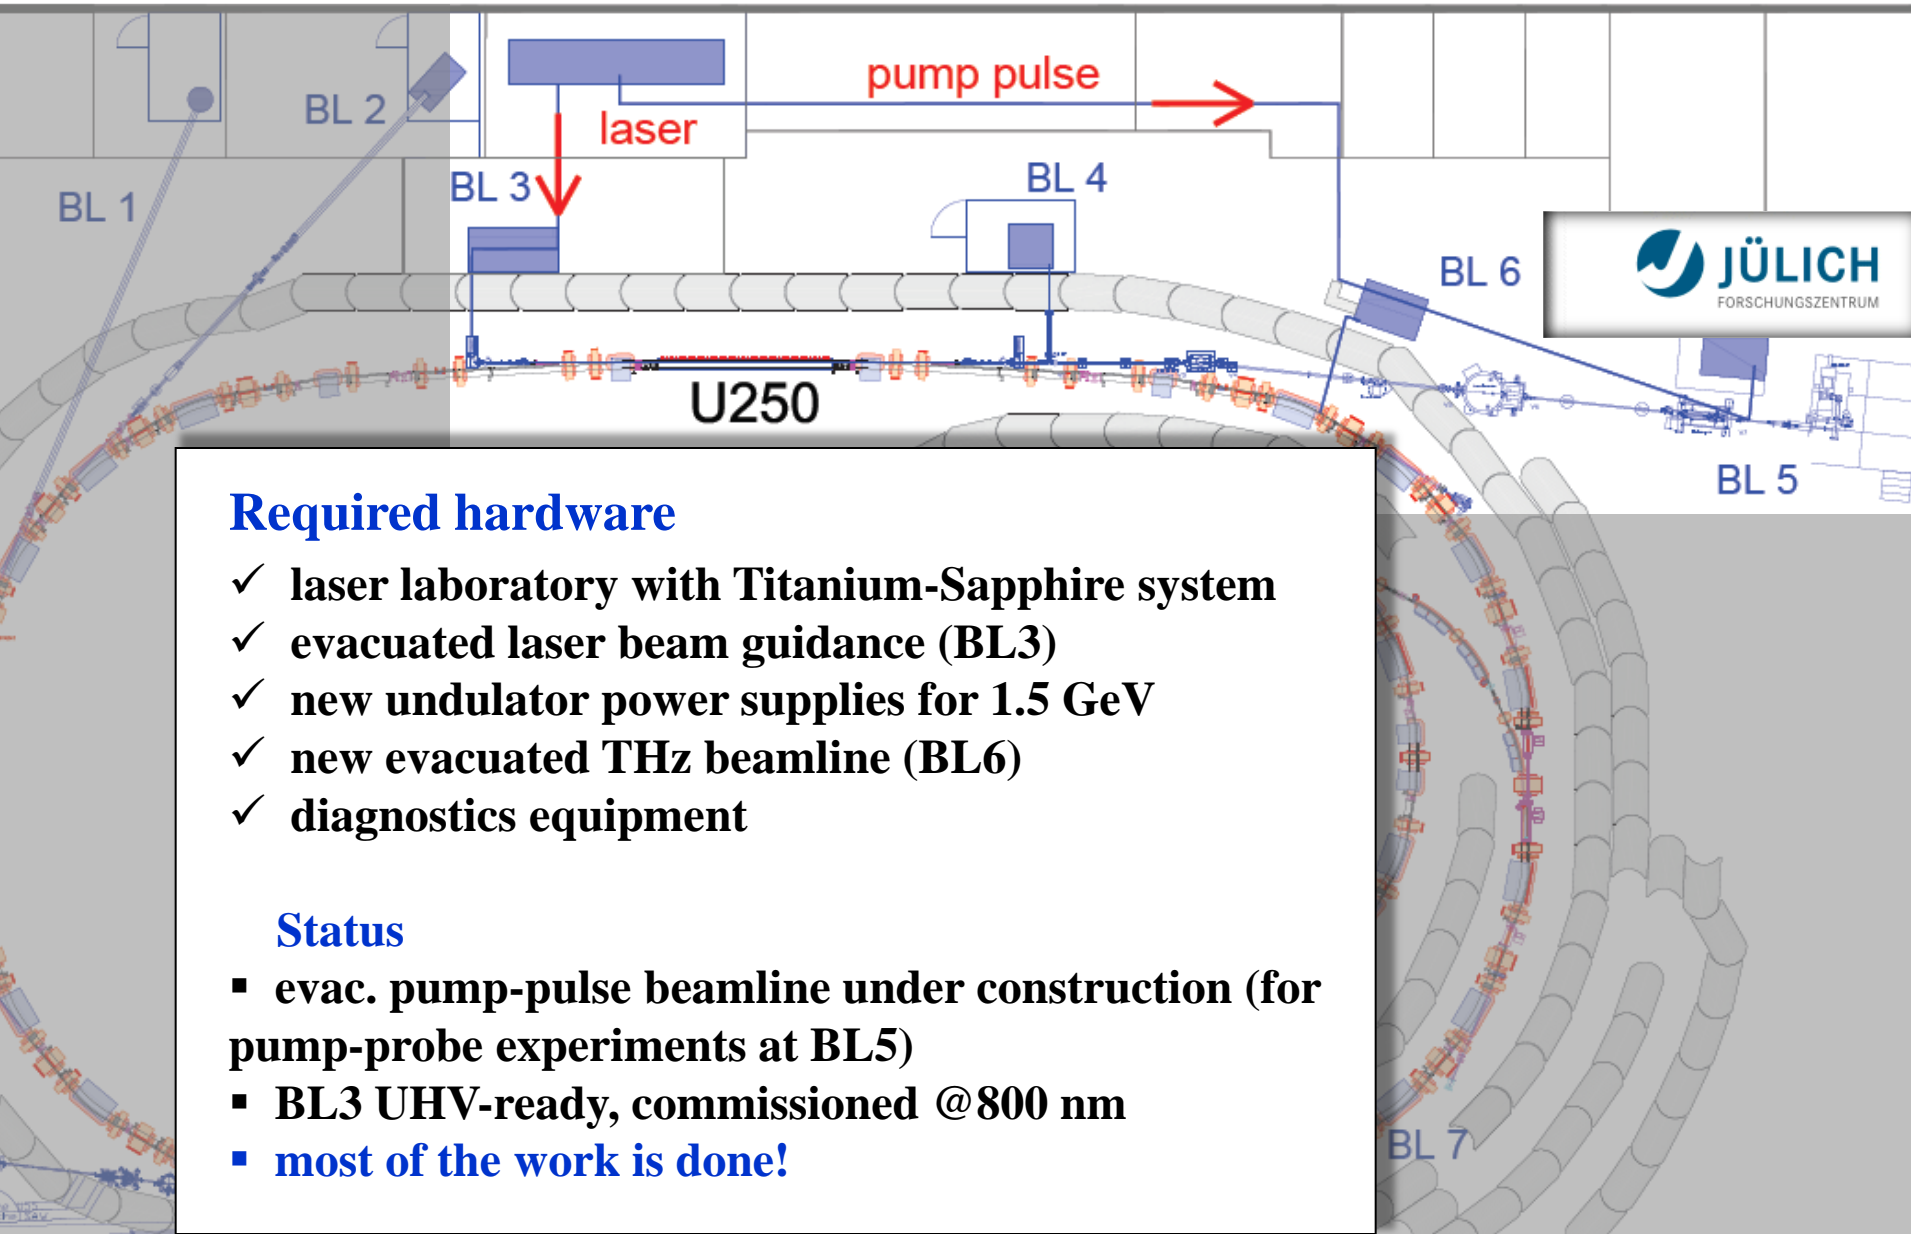 pump pulse
BL 2
laser
BL 3
BL 4
BL 1
BL 6
JÜLICH
FORSCHUNGSZENTRUM
U250
BL 5
Required hardware
✓ laser laboratory with Titanium-Sapphire system
✓ evacuated laser beam guidance (BL3)
✓ new undulator power supplies for 1.5 GeV
✓ new evacuated THz beamline (BL6)
✓ diagnostics equipment
Status
▪ evac. pump-pulse beamline under construction (for
pump-probe experiments at BL5)
▪ BL3 UHV-ready, commissioned @800 nm
▪ most of the work is done!
BL 7